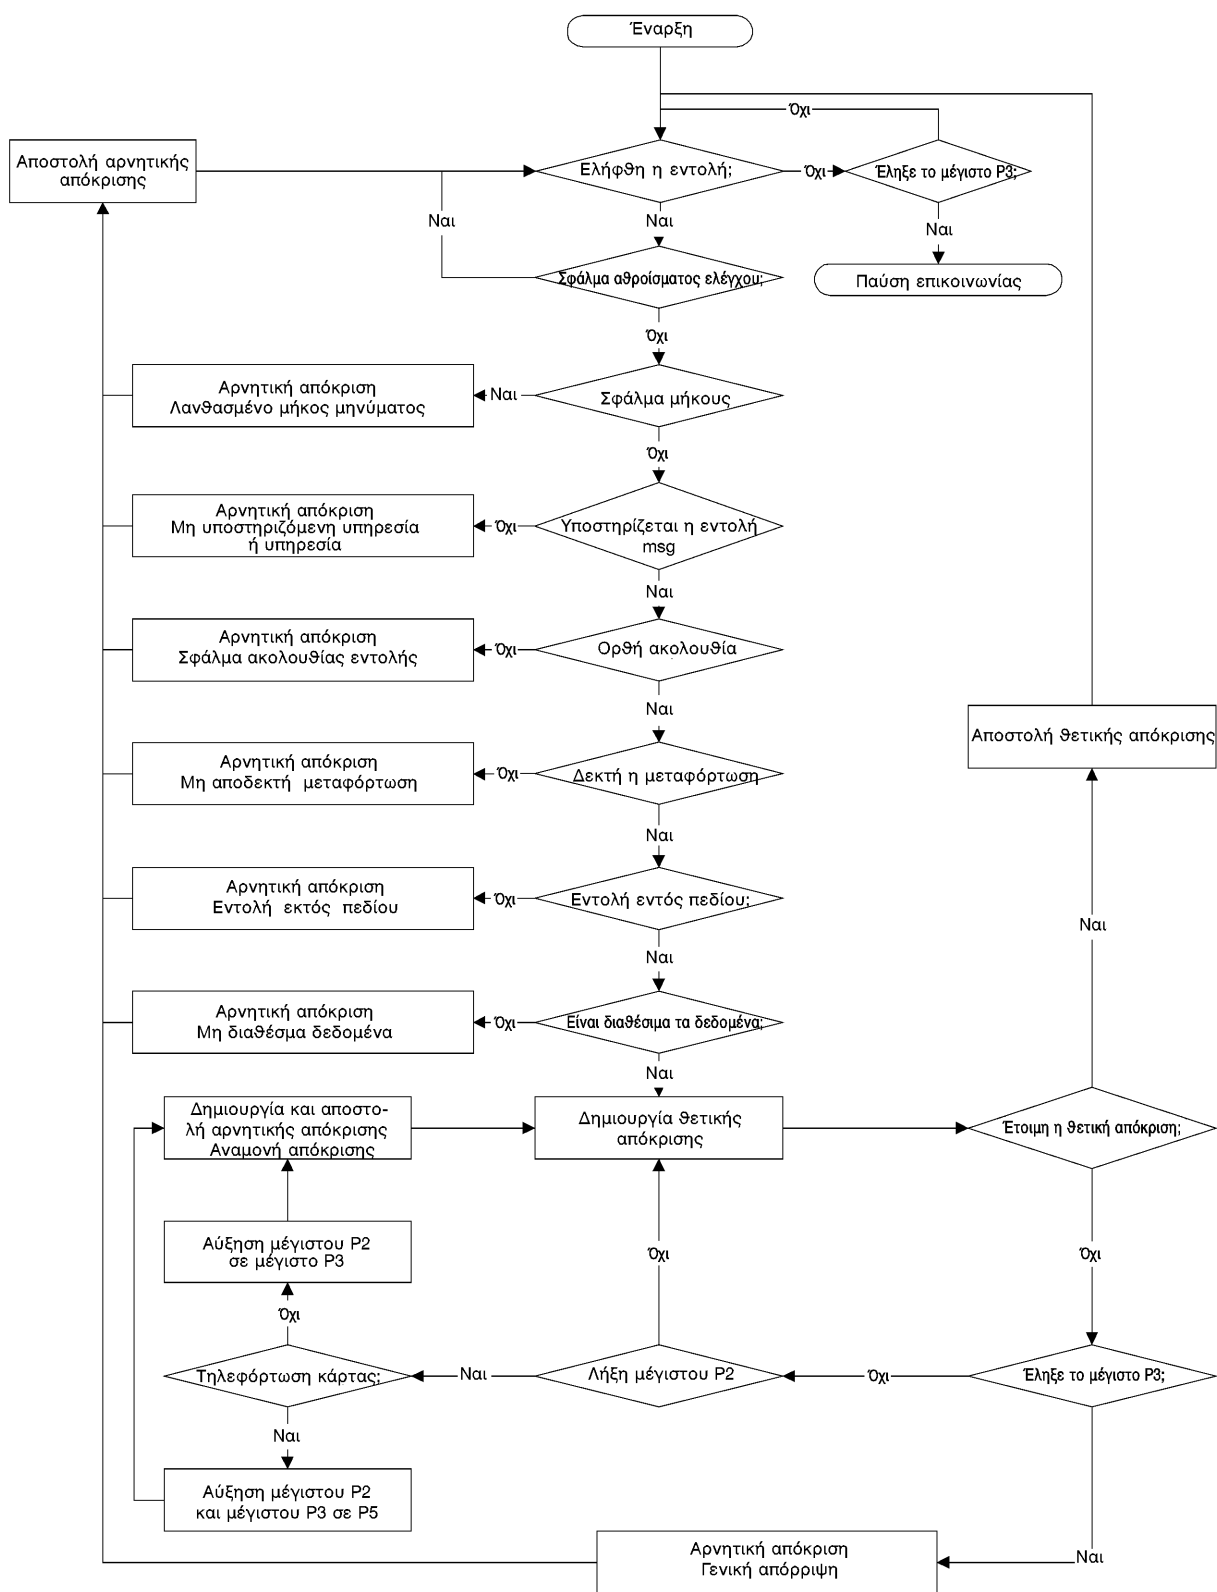 Έναρξη
Όχι
Αποστολή αρνητικής
απόκρισης
Ελήφθη η εντολή;
Όχι
Έληξε το μέγιστο P3;
Ναι
Ναι
Ναι
Σφάλμα αθροίσματος ελέγχου;
Παύση επικοινωνίας
Όχι
Αρνητική απόκριση
Λανθασμένο μήκος μηνύματος
Ναι
Σφάλμα μήκους
Όχι
Αρνητική απόκριση
Μη υποστηριζόμενη υπηρεσία
ή υπηρεσία
Όχι
Υποστηρίζεται η εντολή
msg
Ναι
Αρνητική απόκριση
Σφάλμα ακολουθίας εντολής
Όχι
Ορθή ακολουθία
Ναι
Αποστολή θετικής απόκρισης
Αρνητική απόκριση
Μη αποδεκτή μεταφόρτωση
Όχι
Δεκτή η μεταφόρτωση
Ναι
Αρνητική απόκριση
Εντολή εκτός πεδίου
Όχι
Εντολή εντός πεδίου;
Ναι
Ναι
Αρνητική απόκριση
Μη διαθέσμα δεδομένα
Όχι
Είναι διαθέσιμα τα δεδομένα;
Ναι
Δημιουργία και αποστο-
λή αρνητικής απόκρισης
Αναμονή απόκρισης
Δημιουργία θετικής
απόκρισης
Έτοιμη η θετική απόκριση;
Αύξηση μέγιστου P2
σε μέγιστο P3
Όχι
Όχι
Όχι
Τηλεφόρτωση κάρτας;
Ναι
Λήξη μέγιστου P2
Όχι
Έληξε το μέγιστο P3;
Ναι
Αύξηση μέγιστου P2
και μέγιστου P3 σε P5
Αρνητική απόκριση
Γενική απόρριψη
Ναι